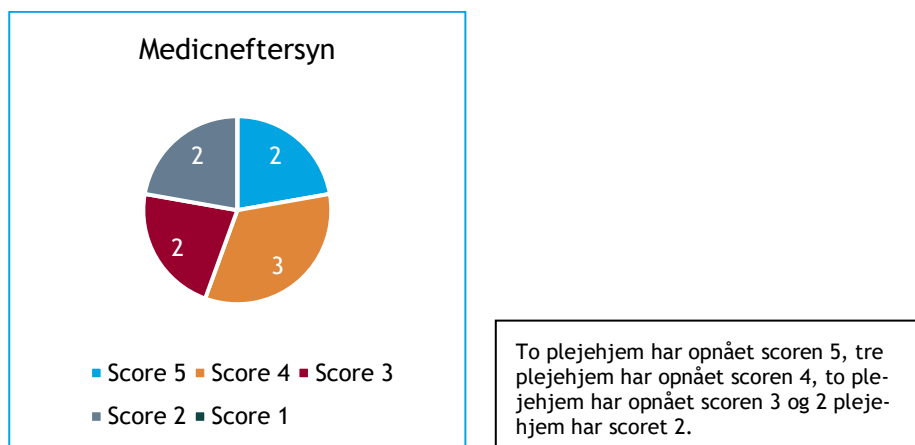 Medicneftersyn
2
2
2
3
Score 5 Score 4 Score 3
Score 2 Score 1
To plejehjem har opnået scoren 5, tre
plejehjem har opnået scoren 4, to ple-
jehjem har opnået scoren 3 og 2 pleje-
hjem har scoret 2.